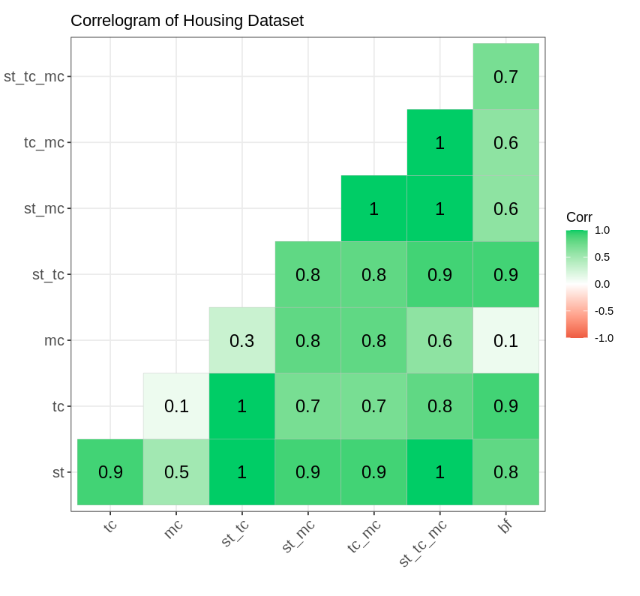 Correlogram of Housing Dataset
st_tc_mc 0.7
tc_mc 1 0.6
st_mc 1 1 0.6
st_tc 0.8 0.8 0.9 0.9
mc 0.3 0.8 0.8 0.6 0.1
tc 0.1 1 0.7 0.7 0.8 0.9
st 0.9 0.5 1 0.9 0.9 1 0.8
tc mc st_tc st_mc tc_mc st_tc_mc bf
Corr
1.0
0.5
0.0
-0.5
-1.0